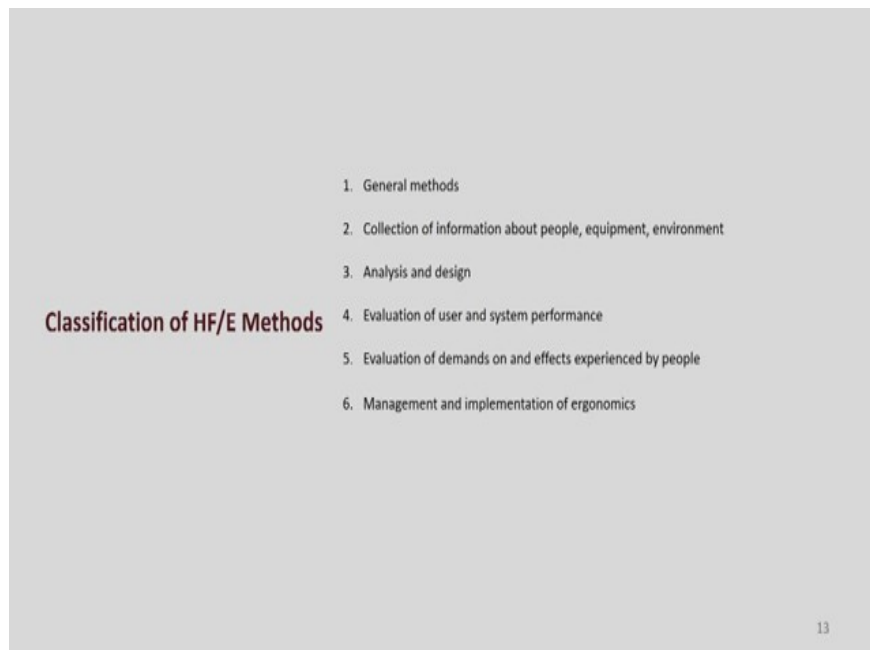 Classification of HF/E Methods
1. General methods
2. Collection of information about people, equipment, environment
3. Analysis and design
4. Evaluation of user and system performance
5. Evaluation of demands on and effects experienced by people
6. Management and implementation of ergonomics
13